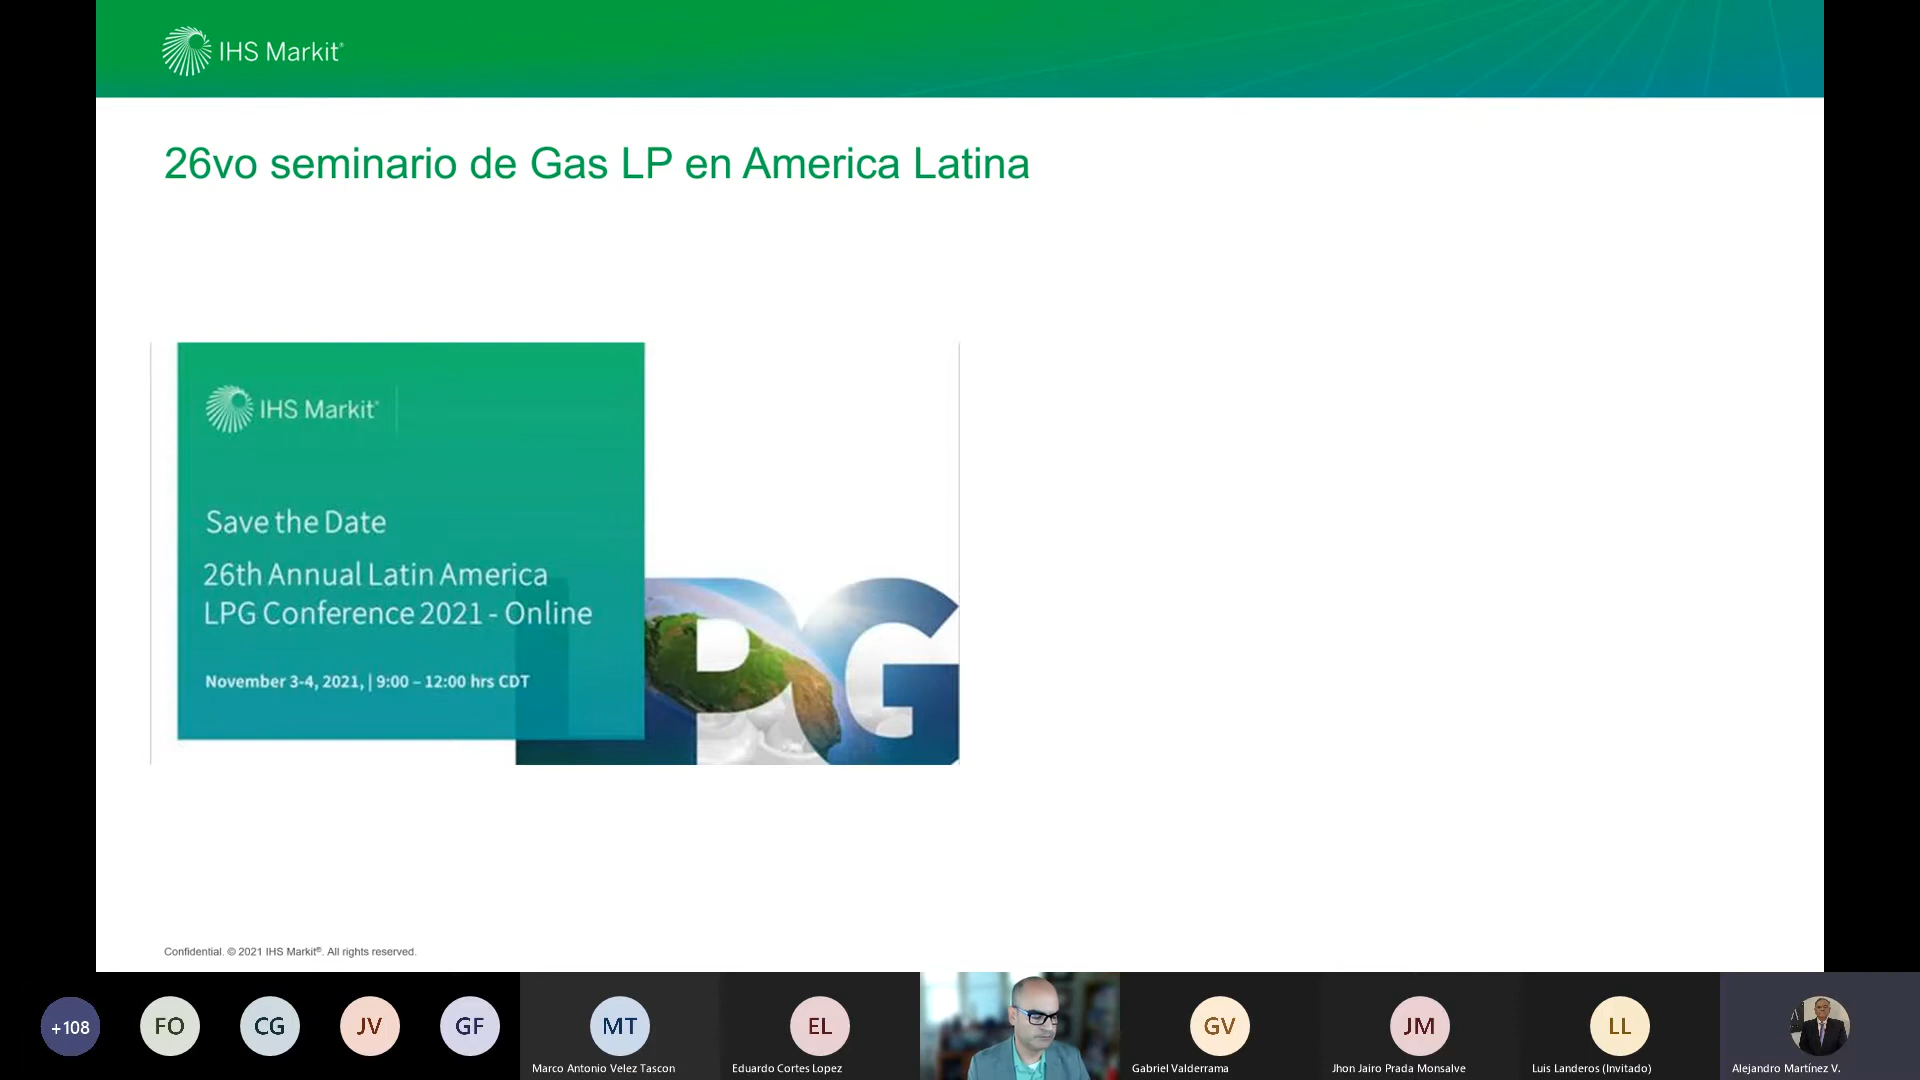 IHS Markit®
26vo seminario de Gas LP en America Latina
IHS Markit®
Save the Date
26th Annual Latin America
LPG Conference 2021 - Online
November 3-4, 2021, | 9:00 – 12:00 hrs CDT
LPG
Confidential. © 2021 IHS Markit®. All rights reserved.
+108
FO
CG
JV
GF
MT
EL
GV
JM
LL
Marco Antonio Velez Tascon
Eduardo Cortes Lopez
Gabriel Valderrama
Jhon Jairo Prada Monsalve
Luis Landeros (Invitado)
Alejandro Martínez V.